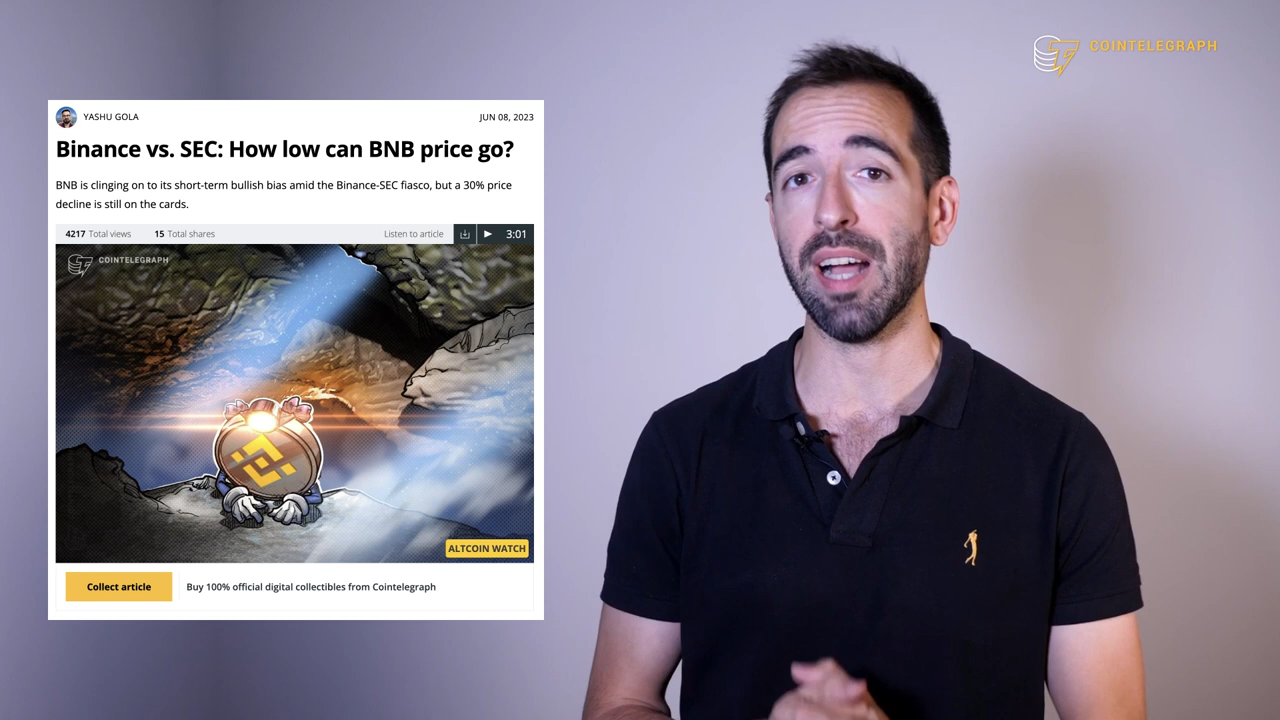 COINTELEGRAPH
YASHU GOLA
JUN 08, 2023
Binance vs. SEC: How low can BNB price go?
BNB is clinging on to its short-term bullish bias amid the Binance-SEC fiasco, but a 30% price
decline is still on the cards.
4217 Total views
15 Total shares
Listen to article
3:01
COINTELEGRAPH
ALTCOIN WATCH
Collect article
Buy 100% official digital collectibles from Cointelegraph